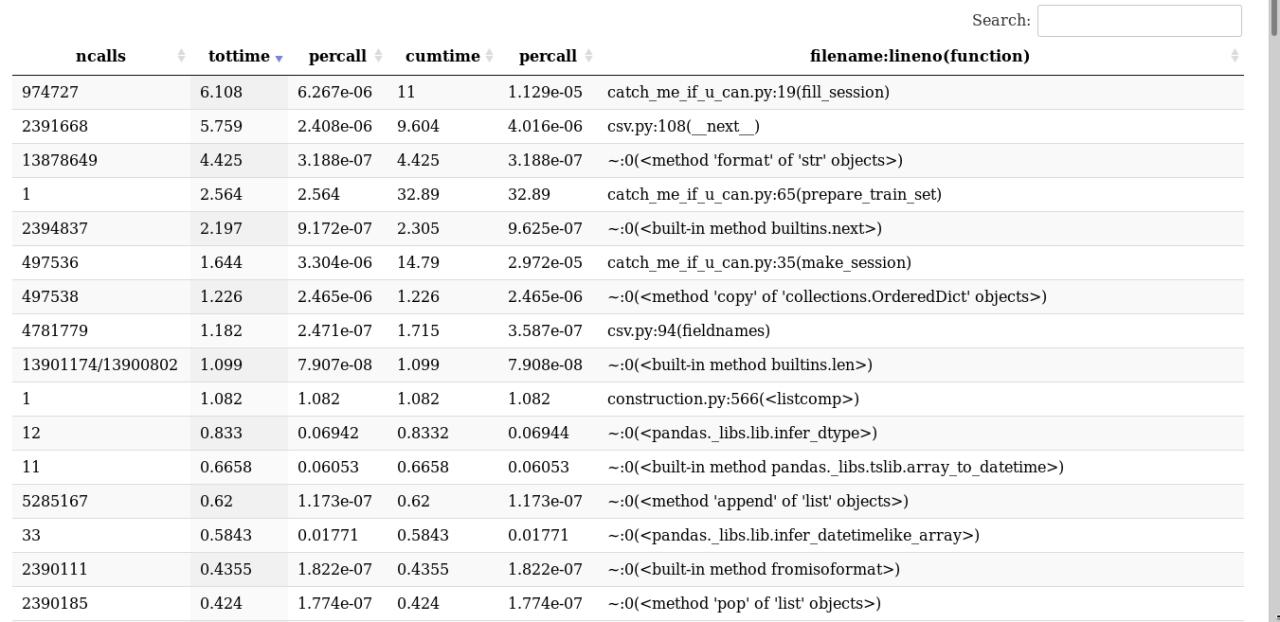 Search:
ncalls tottime percall cumtime percall filename:lineno(function)
974727 6.108 6.267e-06 11 1.129e-05 catch_me_if_u_can.py:19(fill_session)
2391668 5.759 2.408e-06 9.604 4.016e-06 csv.py:108(__next__)
13878649 4.425 3.188e-07 4.425 3.188e-07 ~:0(<method 'format' of 'str' objects>)
1 2.564 2.564 32.89 32.89 catch_me_if_u_can.py:65(prepare_train_set)
2394837 2.197 9.172e-07 2.305 9.625e-07 ~:0(<built-in method builtins.next>)
497536 1.644 3.304e-06 14.79 2.972e-05 catch_me_if_u_can.py:35(make_session)
497538 1.226 2.465e-06 1.226 2.465e-06 ~:0(<method 'copy' of 'collections.OrderedDict' objects>)
4781779 1.182 2.471e-07 1.715 3.587e-07 csv.py:94(fieldnames)
13901174/13900802 1.099 7.907e-08 1.099 7.908e-08 ~:0(<built-in method builtins.len>)
1 1.082 1.082 1.082 1.082 construction.py:566(<listcomp>)
12 0.833 0.06942 0.8332 0.06944 ~:0(<pandas._libs.lib.infer_dtype>)
11 0.6658 0.06053 0.6658 0.06053 ~:0(<built-in method pandas._libs.tslib.array_to_datetime>)
5285167 0.62 1.173e-07 0.62 1.173e-07 ~:0(<method 'append' of 'list' objects>)
33 0.5843 0.01771 0.5843 0.01771 ~:0(<pandas._libs.lib.infer_datetimelike_array>)
2390111 0.4355 1.822e-07 0.4355 1.822e-07 ~:0(<built-in method fromisoformat>)
2390185 0.424 1.774e-07 0.424 1.774e-07 ~:0(<method 'pop' of 'list' objects>)